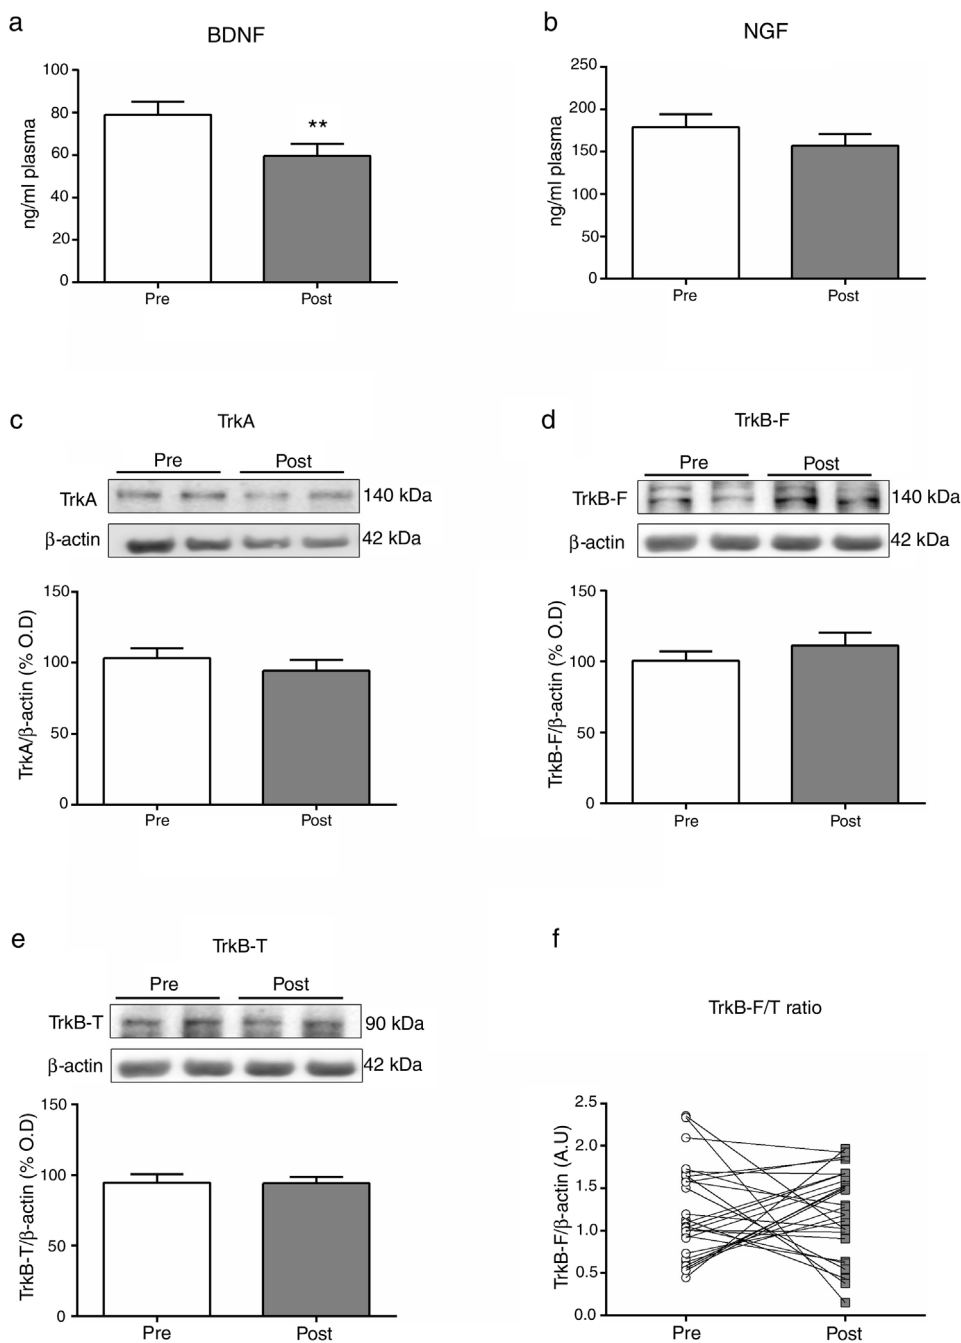 a
BDNF
100
80
60
40
20
0
ng/ml plasma
**
Pre
Post
b
NGF
250
200
150
100
50
0
ng/ml plasma
Pre
Post
c
TrkA
Pre
Post
TrkA
140 kDa
β-actin
42 kDa
150
100
50
0
TrkA/β-actin (% O.D)
Pre
Post
d
TrkB-F
Pre
Post
TrkB-F
140 kDa
β-actin
42 kDa
150
100
50
0
TrkB-F/β-actin (% O.D)
Pre
Post
e
TrkB-T
Pre
Post
TrkB-T
90 kDa
β-actin
42 kDa
150
100
50
0
TrkB-T/β-actin (% O.D)
Pre
Post
f
TrkB-F/T ratio
2.5
2.0
1.5
1.0
0.5
0.0
TrkB-F/β-actin (A.U)
Pre
Post